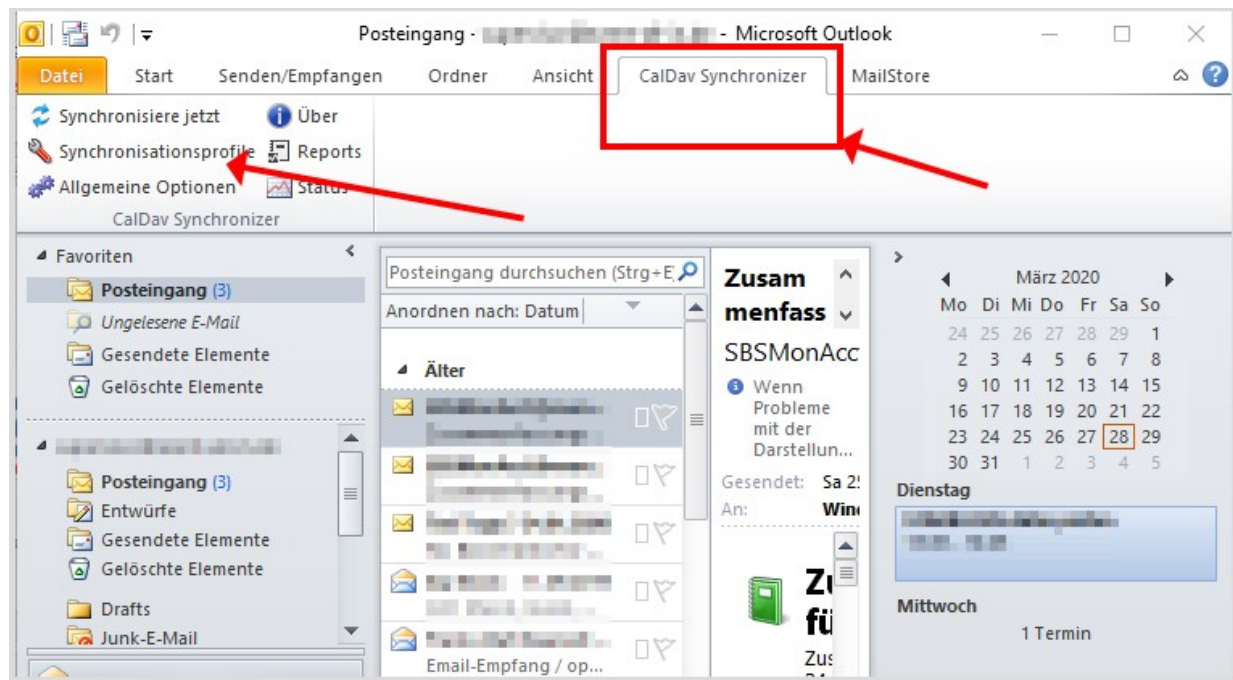 Posteingang - - Microsoft Outlook
Datei Start Senden/Empfangen Ordner Ansicht CalDav Synchronizer MailStore
Synchronisiere jetzt Über
Synchronisationsprofile Reports
Allgemeine Optionen Status
CalDav Synchronizer
Favoriten
Posteingang (3)
Ungelesene E-Mail
Gesendete Elemente
Gelöschte Elemente
Posteingang (3)
Entwürfe
Gesendete Elemente
Gelöschte Elemente
Drafts
Junk-E-Mail
Posteingang durchsuchen (Strg+E)
Anordnen nach: Datum
Älter
Email-Empfang / op...
Zusam
menfass
SBSMonAcc
Wenn
Probleme
mit der
Darstellun...
Gesendet: Sa
An:
Zu
fü
Zus
März 2020
Mo Di Mi Do Fr Sa So
24 25 26 27 28 29 1
2 3 4 5 6 7 8
9 10 11 12 13 14 15
16 17 18 19 20 21 22
23 24 25 26 27 28 29
30 31 1 2 3 4 5
Dienstag
Mittwoch
1 Termin